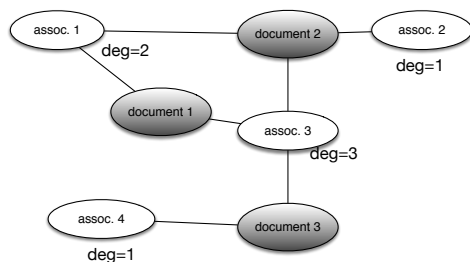 assoc. 1
document 2
assoc. 2
deg=2
deg=1
document 1
assoc. 3
deg=3
assoc. 4
document 3
deg=1